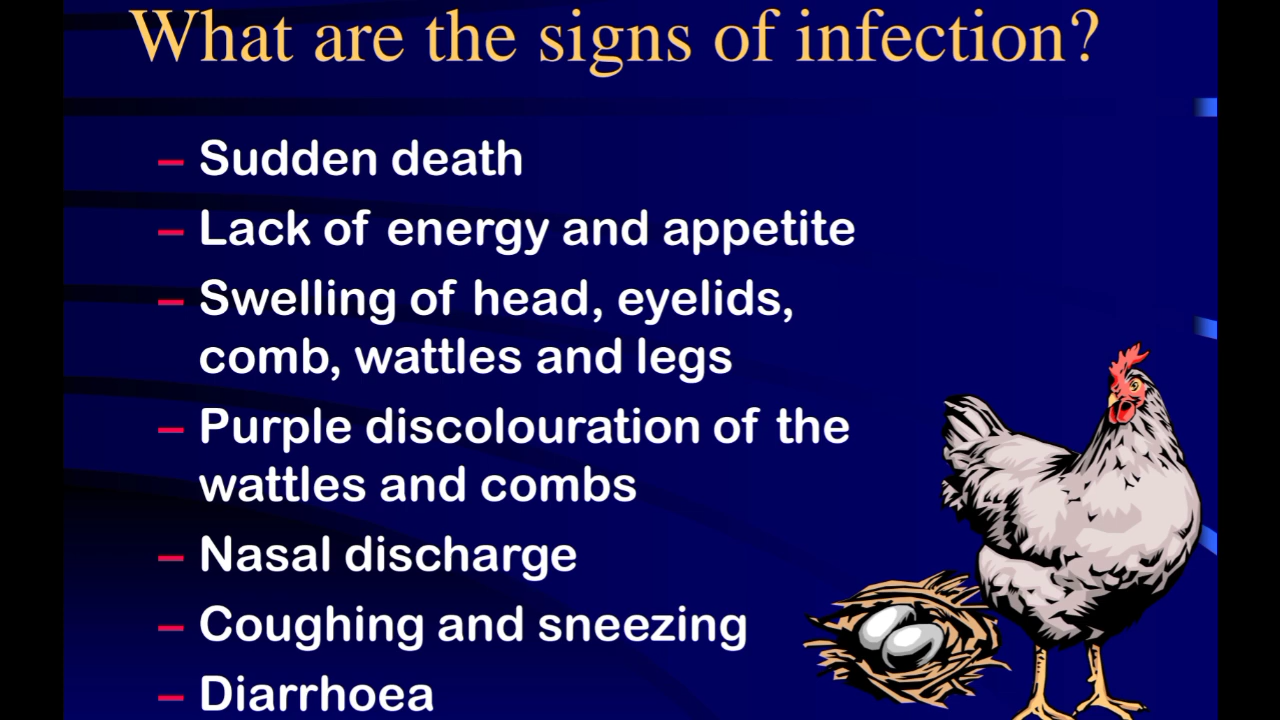 What are the signs of infection?
– Sudden death
– Lack of energy and appetite
– Swelling of head, eyelids,
comb, wattles and legs
– Purple discolouration of the
wattles and combs
– Nasal discharge
– Coughing and sneezing
– Diarrhoea